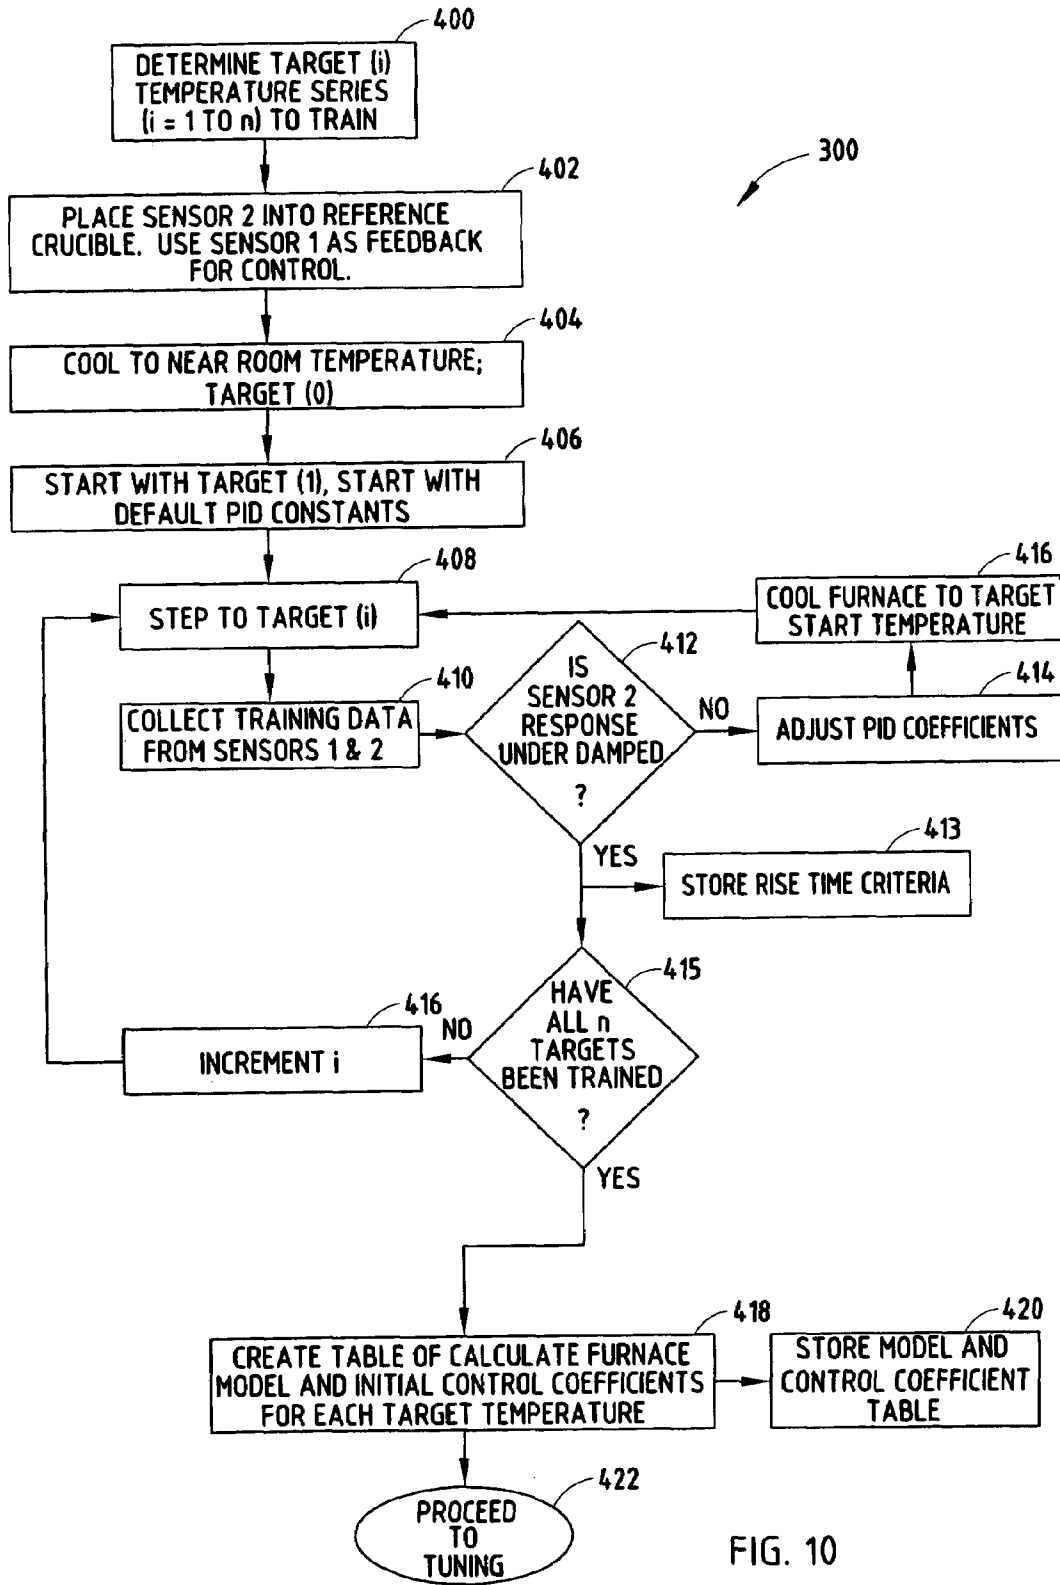 400
DETERMINE TARGET (i)
TEMPERATURE SERIES
(i = 1 TO n) TO TRAIN
300
402
PLACE SENSOR 2 INTO REFERENCE
CRUCIBLE. USE SENSOR 1 AS FEEDBACK
FOR CONTROL.
404
COOL TO NEAR ROOM TEMPERATURE;
TARGET (0)
406
START WITH TARGET (1), START WITH
DEFAULT PID CONSTANTS
408
STEP TO TARGET (i)
416
COOL FURNACE TO TARGET
START TEMPERATURE
410
COLLECT TRAINING DATA
FROM SENSORS 1 & 2
412
IS
SENSOR 2
RESPONSE
UNDER DAMPED
?
NO
414
ADJUST PID COEFFICIENTS
YES
413
STORE RISE TIME CRITERIA
415
HAVE
ALL n
TARGETS
BEEN TRAINED
?
NO
416
INCREMENT i
YES
418
CREATE TABLE OF CALCULATE FURNACE
MODEL AND INITIAL CONTROL COEFFICIENTS
FOR EACH TARGET TEMPERATURE
420
STORE MODEL AND
CONTROL COEFFICIENT
TABLE
422
PROCEED
TO
TUNING
FIG. 10